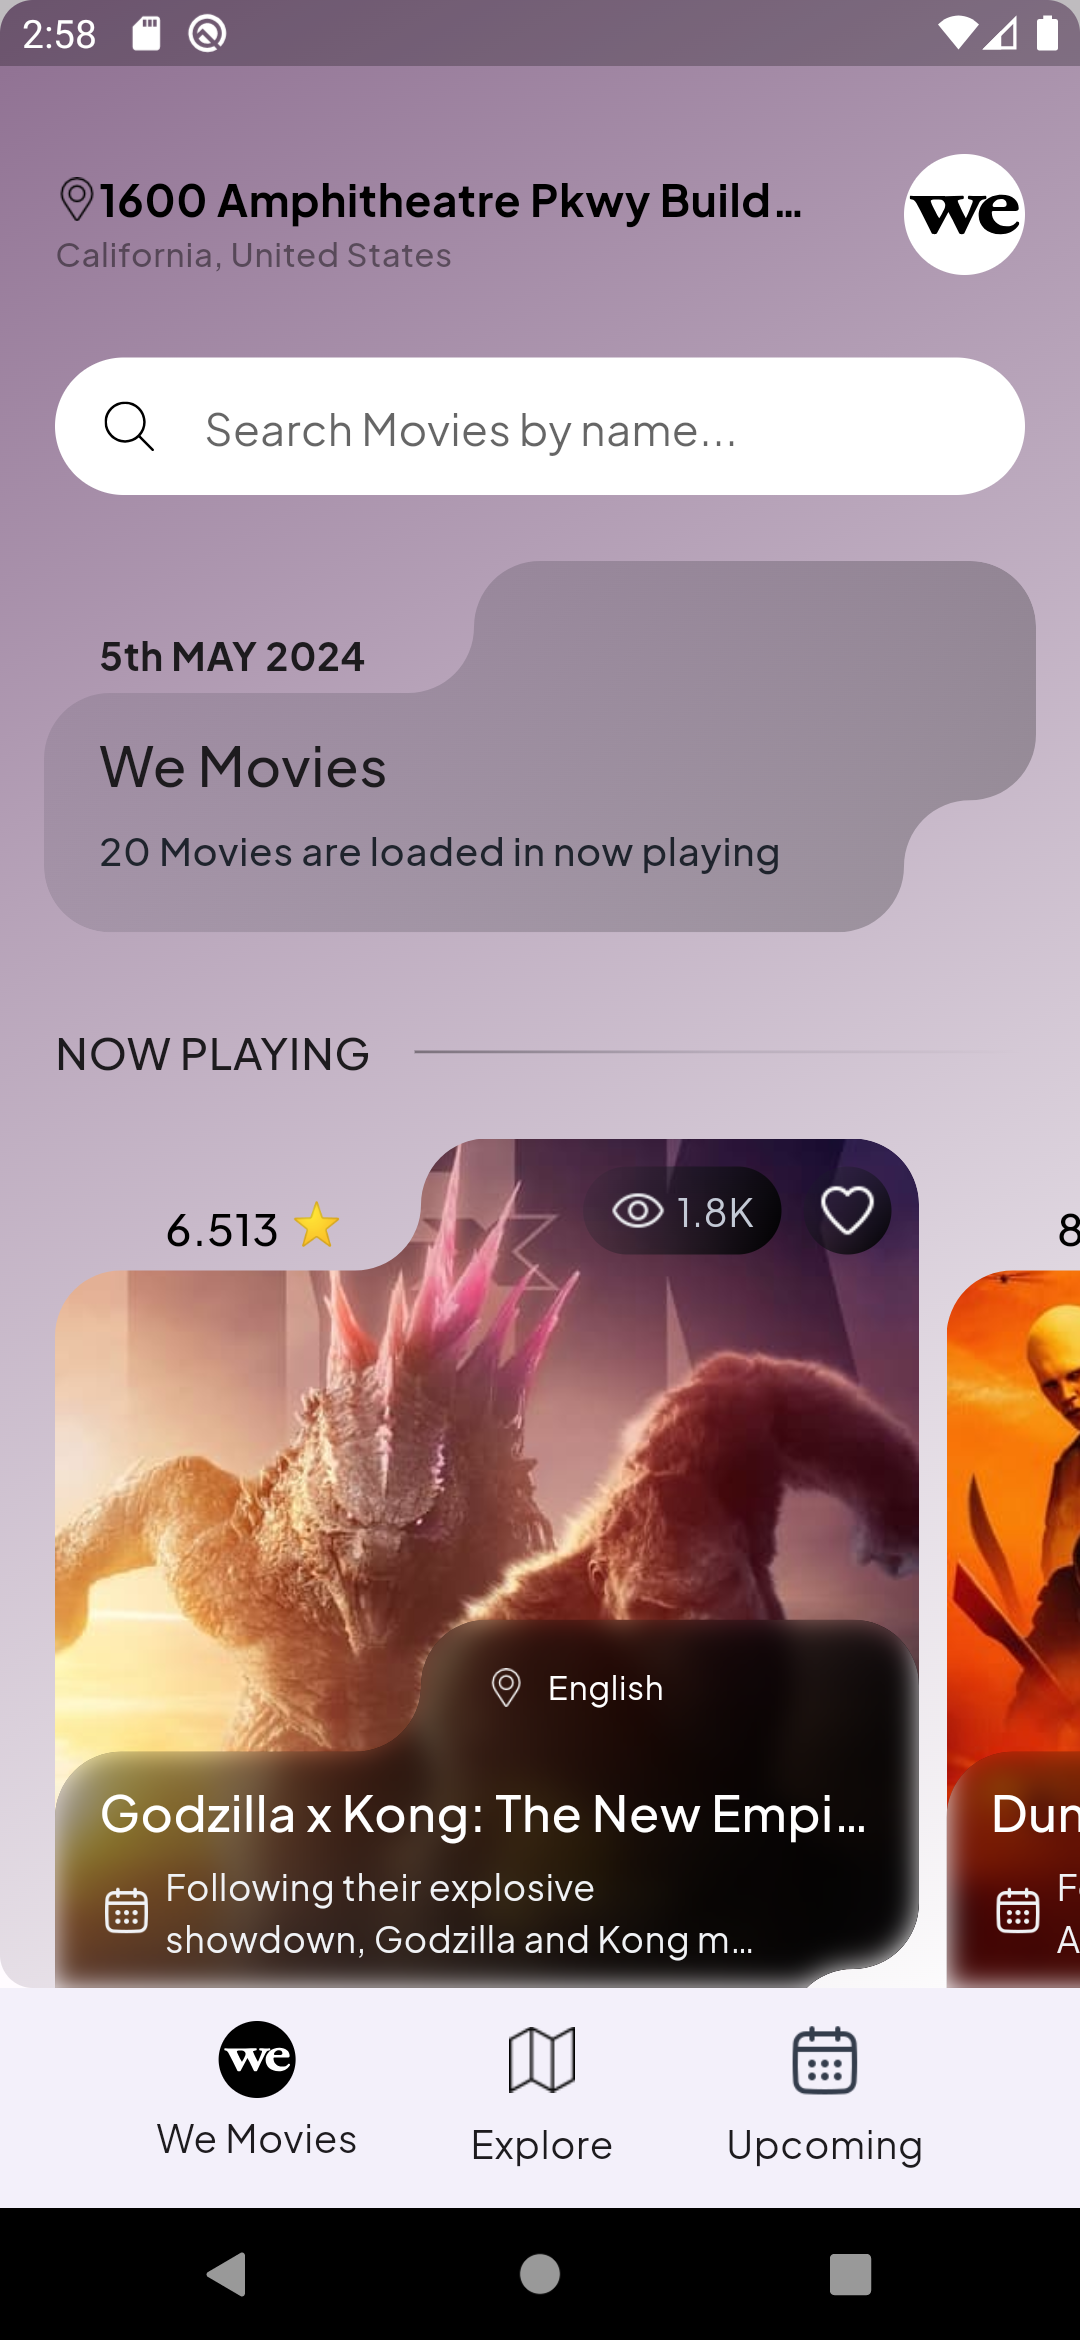 2:58
1600 Amphitheatre Pkwy Build...
California, United States
we
Search Movies by name...
5th MAY 2024
We Movies
20 Movies are loaded in now playing
NOW PLAYING
6.513
1.8K
8
English
Godzilla x Kong: The New Empi...
Following their explosive
showdown, Godzilla and Kong m...
Dun
F
A
we
We Movies
Explore
Upcoming